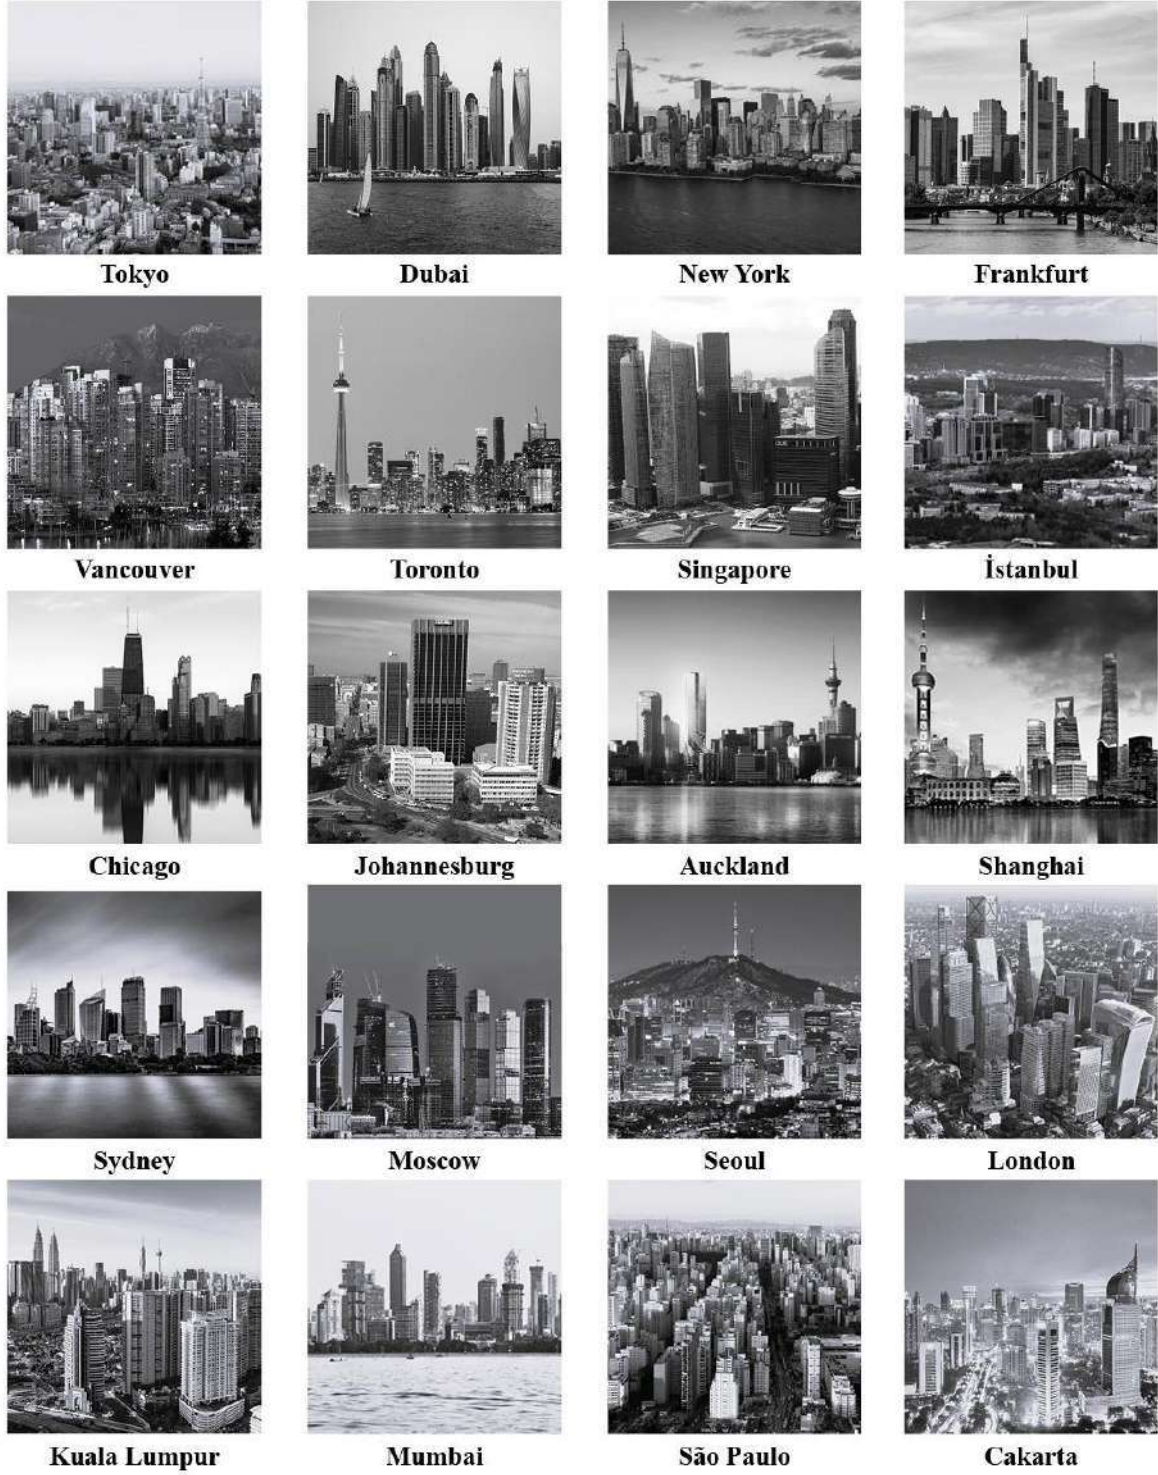 Tokyo
Dubai
New York
Frankfurt
Vancouver
Toronto
Singapore
İstanbul
Chicago
Johannesburg
Auckland
Shanghai
Sydney
Moscow
Seoul
London
Kuala Lumpur
Mumbai
São Paulo
Cakarta